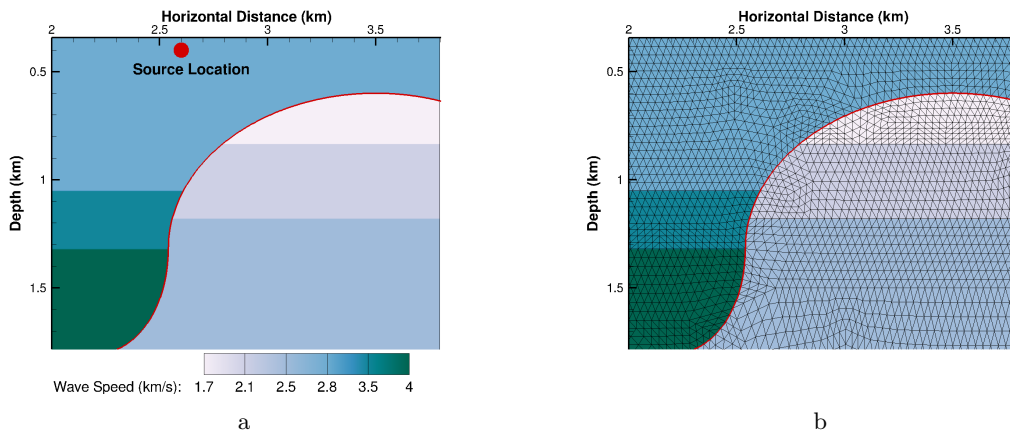 Horizontal Distance (km)
2 2.5 3 3.5
Source Location
0.5
1
1.5
Depth (km)
Wave Speed (km/s): 1.7 2.1 2.5 2.8 3.5 4
a
Horizontal Distance (km)
2 2.5 3 3.5
0.5
1
1.5
Depth (km)
b